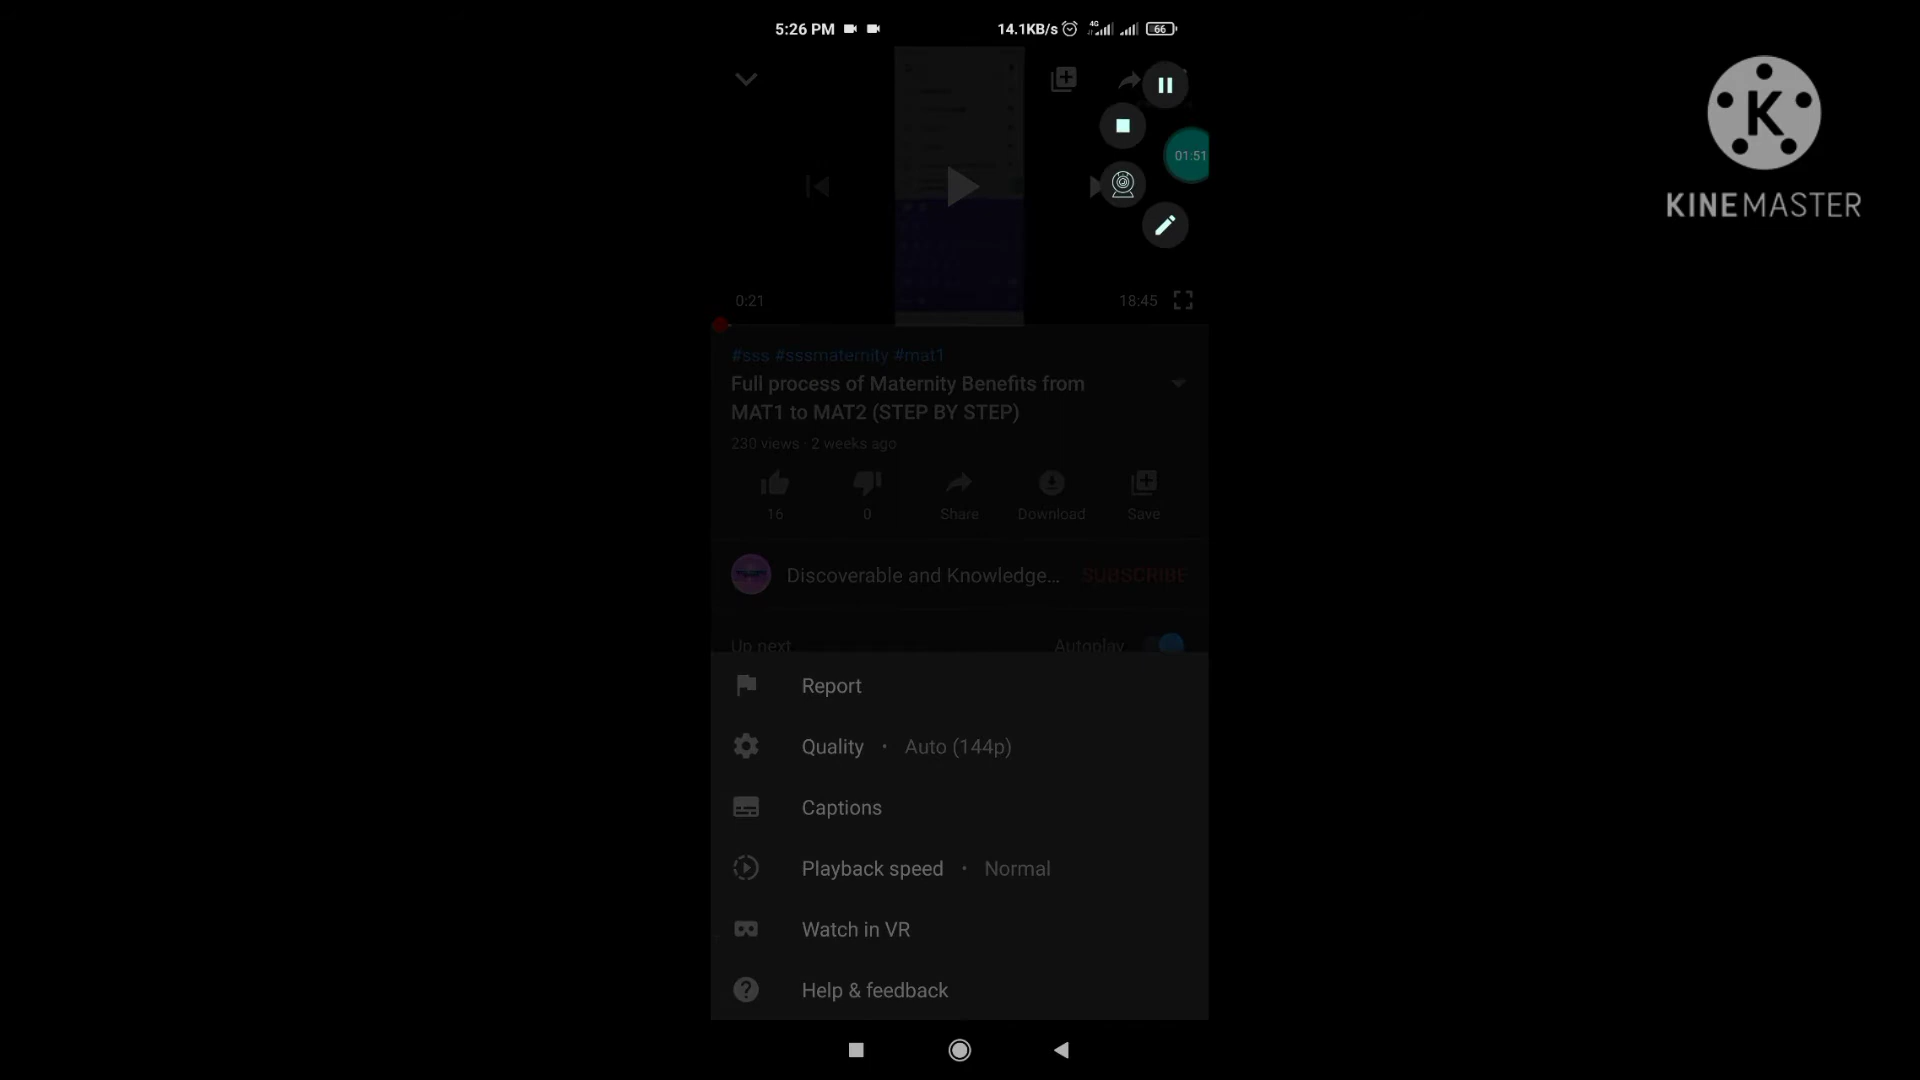 5:26 PM
14.1KB/s
4G
66
K
KINEMASTER
01:51
0:21
18:45
#sss #sssmaternity #mat1
Full process of Maternity Benefits from
MAT1 to MAT2 (STEP BY STEP)
230 views · 2 weeks ago
16
0
Share
Download
Save
Discoverable and Knowledge...
SUBSCRIBE
Up next
Autoplay
Report
Quality · Auto (144p)
Captions
Playback speed · Normal
Watch in VR
Help & feedback